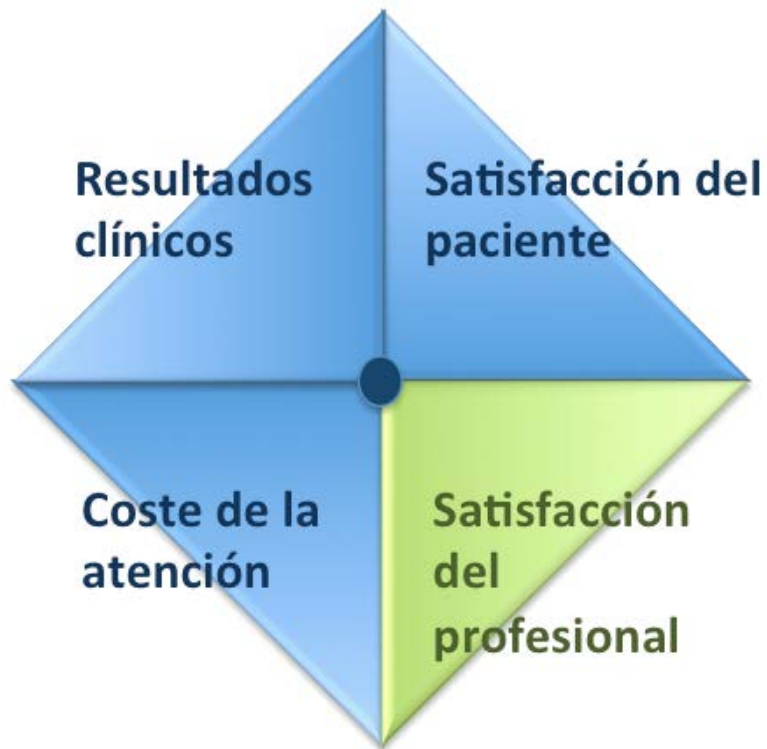 Resultados
clínicos
Satisfacción del
paciente
Coste de la
atención
Satisfacción
del
profesional